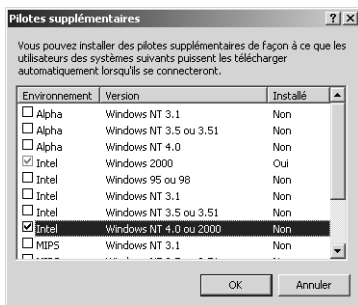 Pilotes supplémentaires
Vous pouvez installer des pilotes supplémentaires de façon à ce que les
utilisateurs des systèmes suivants puissent les télécharger
automatiquement lorsqu'ils se connecteront.
Environnement Version Installé
Alpha Windows NT 3.1 Non
Alpha Windows NT 3.5 ou 3.51 Non
Alpha Windows NT 4.0 Non
Intel Windows 2000 Oui
Intel Windows 95 ou 98 Non
Intel Windows NT 3.1 Non
Intel Windows NT 3.5 ou 3.51 Non
Intel Windows NT 4.0 ou 2000 Non
MIPS Windows NT 3.1 Non
OK Annuler